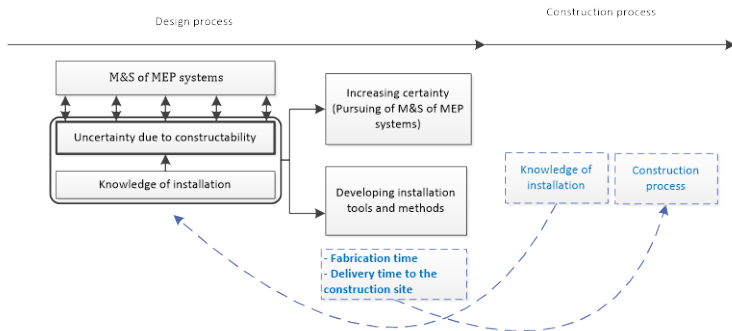 Design process
Construction process
M&S of MEP systems
Uncertainty due to constructability
Knowledge of installation
Increasing certainty
(Pursuing of M&S of MEP
systems)
Developing installation
tools and methods
Knowledge of
installation
Construction
process
- Fabrication time
- Delivery time to the
construction site